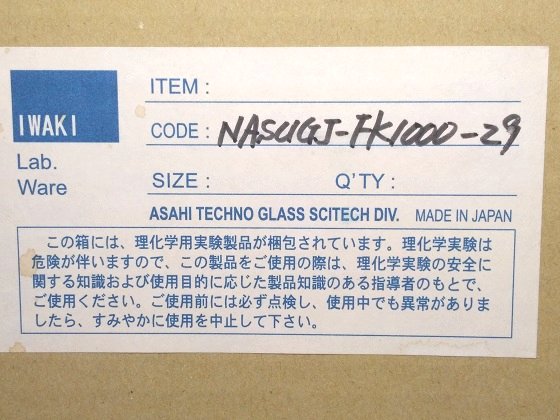 IWAKI
Lab.
Ware
ITEM :
CODE : NASUGJ-FK1000-29
SIZE : Q'TY :
ASAHI TECHNO GLASS SCITECH DIV. MADE IN JAPAN
この箱には、理化学用実験製品が梱包されています。理化学実験は
危険が伴いますので、この製品をご使用の際は、理化学実験の安全に
関する知識および使用目的に応じた製品知識のある指導者のもとで、
ご使用ください。ご使用前には必ず点検し、使用中でも異常がありま
したら、すみやかに使用を中止して下さい。